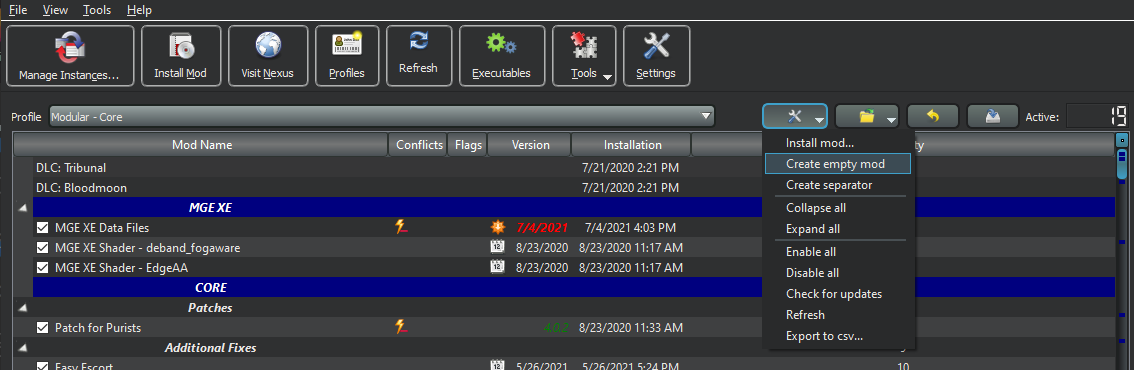 File View Tools Help
Manage Instances... Install Mod Visit Nexus Profiles Refresh Executables Tools Settings
Profile Modular - Core Active: 19
Mod Name Conflicts Flags Version Installation
Install mod...
DLC: Tribunal 7/21/2020 2:21 PM
Create empty mod
DLC: Bloodmoon 7/21/2020 2:21 PM
Create separator
MGE XE
Collapse all
MGE XE Data Files 7/4/2021 7/4/2021 4:03 PM
Expand all
MGE XE Shader - deband_fogaware 12 8/23/2020 8/23/2020 11:17 AM
Enable all
MGE XE Shader - EdgeAA 12 8/23/2020 8/23/2020 11:17 AM
Disable all
CORE
Check for updates
Patches
Refresh
Patch for Purists 4.0.2 8/23/2020 11:33 AM
Export to csv...
Additional Fixes
Easy Escort 12 5/26/2021 5/26/2021 5:24 PM 10